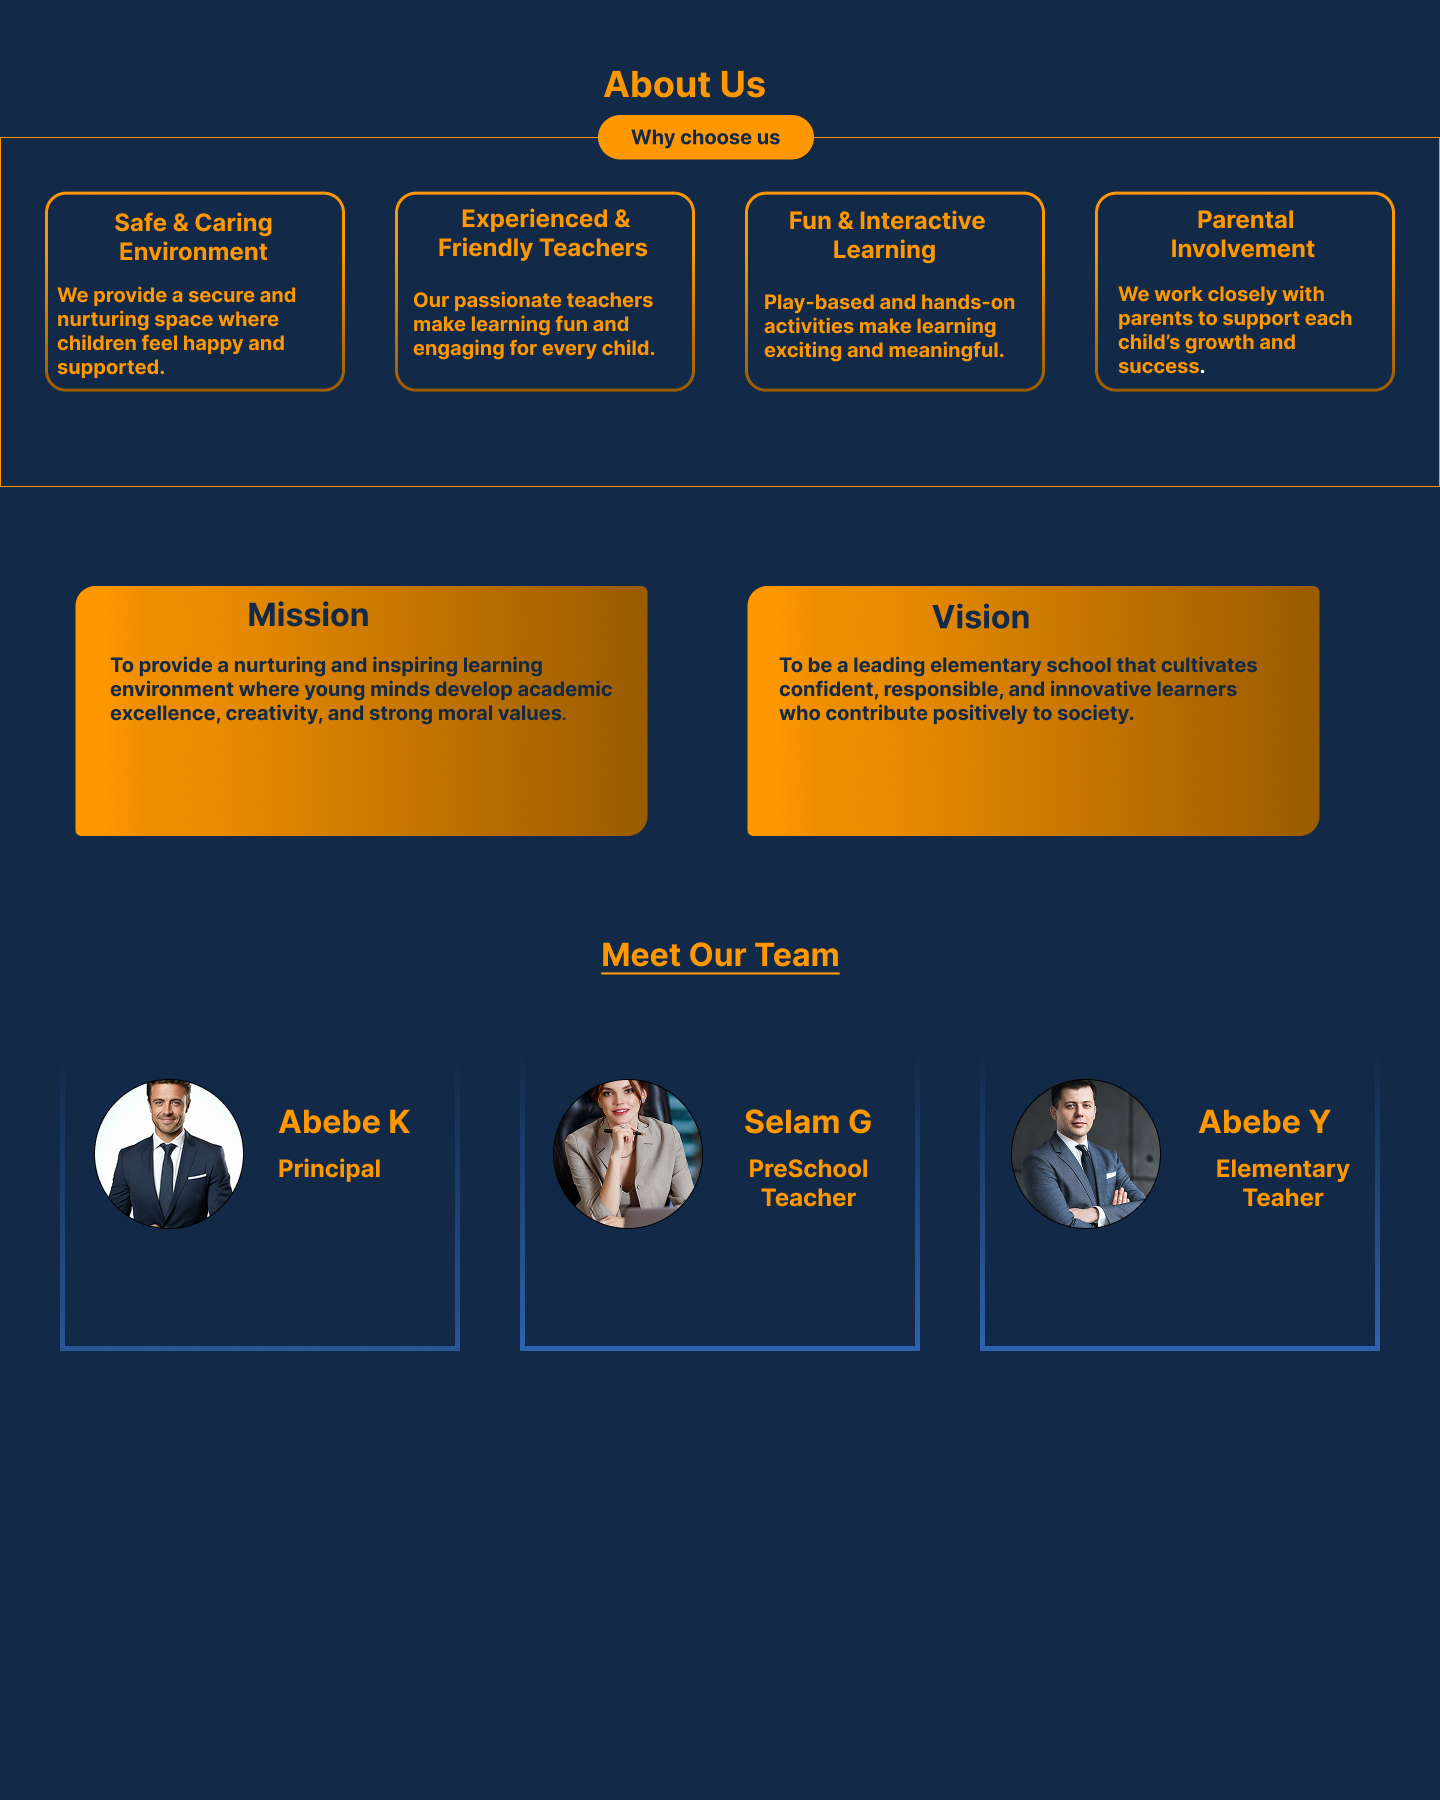 About Us
Why choose us
Safe & Caring
Environment
We provide a secure and
nurturing space where
children feel happy and
supported.
Experienced &
Friendly Teachers
Our passionate teachers
make learning fun and
engaging for every child.
Fun & Interactive
Learning
Play-based and hands-on
activities make learning
exciting and meaningful.
Parental
Involvement
We work closely with
parents to support each
child’s growth and
success.
Mission
To provide a nurturing and inspiring learning
environment where young minds develop academic
excellence, creativity, and strong moral values.
Vision
To be a leading elementary school that cultivates
confident, responsible, and innovative learners
who contribute positively to society.
Meet Our Team
Abebe K
Principal
Selam G
PreSchool
Teacher
Abebe Y
Elementary
Teaher